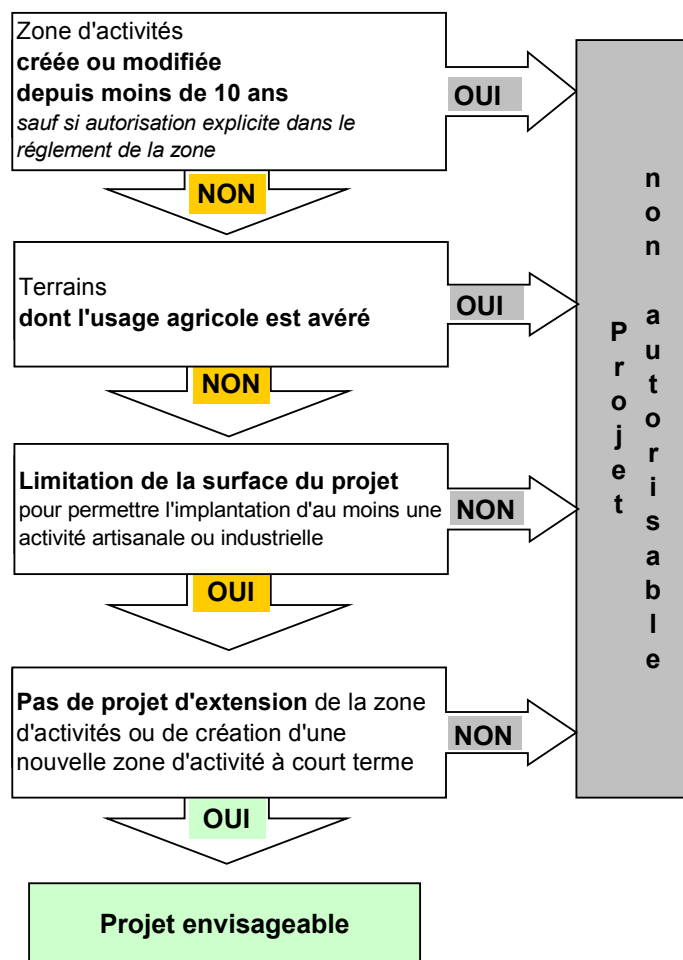 Zone d'activités
créée ou modifiée
depuis moins de 10 ans
sauf si autorisation explicite dans le
réglement de la zone
OUI
NON
Terrains
dont l'usage agricole est avéré
OUI
NON
Limitation de la surface du projet
pour permettre l'implantation d'au moins une
activité artisanale ou industrielle
NON
OUI
Pas de projet d'extension de la zone
d'activités ou de création d'une
nouvelle zone d'activité à court terme
NON
OUI
Projet envisageable
Projet
non autorisable